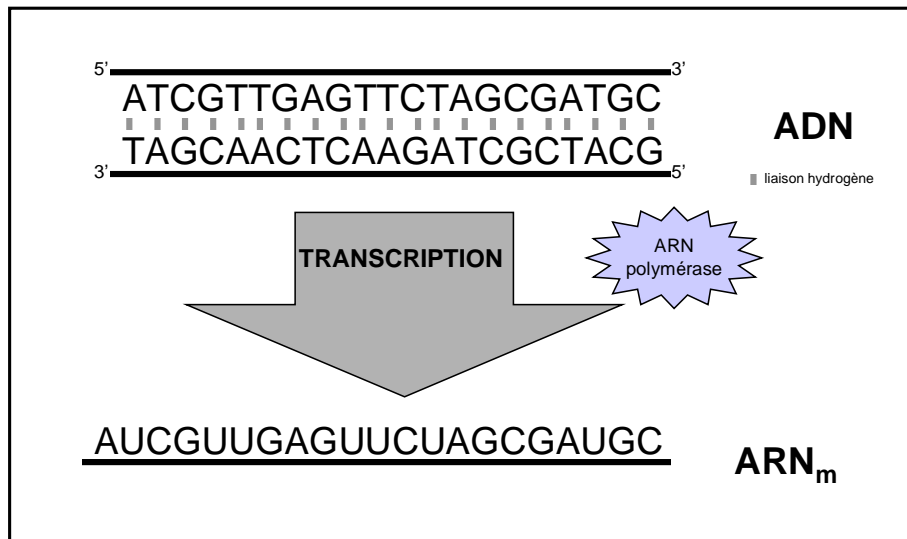 5’ 3’
ATCGTTGAGTTCTAGCGATGC
ADN
TAGCAACTCAAGATCGCTACG
3’ 5’
liaison hydrogène
TRANSCRIPTION
ARN
polymérase
AUCGUUGAGUUCUAGCGAUGC
ARNm